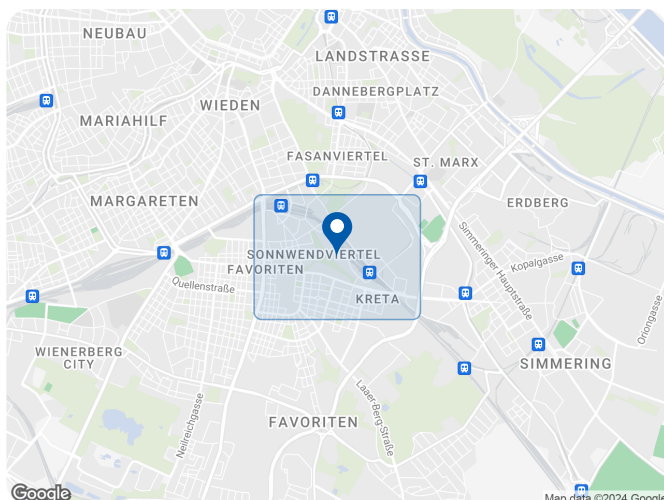 NEUBAU
LANDSTRASSE
DANNEBERGPLATZ
WIEDEN
MARIAHILF
FASANVIERTEL
ST. MARX
MARGARETEN
ERDBERG
SONNWENDVIERTEL
FAVORITEN
Simmeringer Hauptstraße
Kopalgasse
Quellenstraße
KRETA
Oriongasse
WIENERBERG
CITY
SIMMERING
Neilreichgasse
Laaer-Berg-Straße
FAVORITEN
Google
Map data ©2024 Google